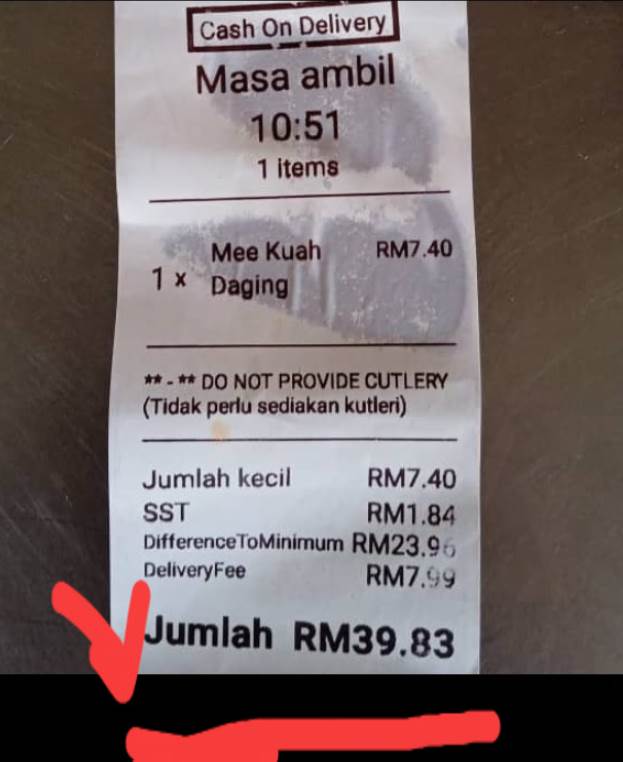 Cash On Delivery
Masa ambil
10:51
1 items
Mee Kuah RM7.40
1 x Daging
** - ** DO NOT PROVIDE CUTLERY
(Tidak perlu sediakan kutleri)
Jumlah kecil RM7.40
SST RM1.84
DifferenceToMinimum RM23.96
DeliveryFee RM7.99
Jumlah RM39.83